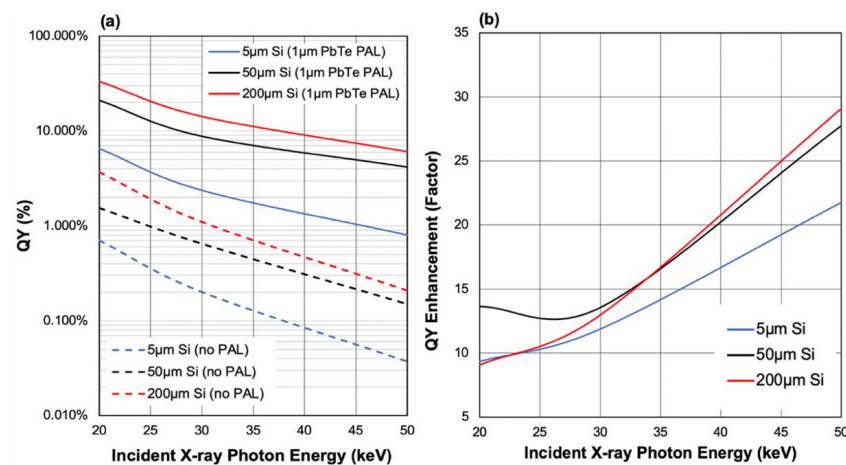 (a)
100.000%
10.000%
1.000%
0.100%
0.010%
QY (%)
5µm Si (1µm PbTe PAL)
50µm Si (1µm PbTe PAL)
200µm Si (1µm PbTe PAL)
5µm Si (no PAL)
50µm Si (no PAL)
200µm Si (no PAL)
20 25 30 35 40 45 50
Incident X-ray Photon Energy (keV)
(b)
35
30
25
20
15
10
5
QY Enhancement (Factor)
5µm Si
50µm Si
200µm Si
20 25 30 35 40 45 50
Incident X-ray Photon Energy (keV)